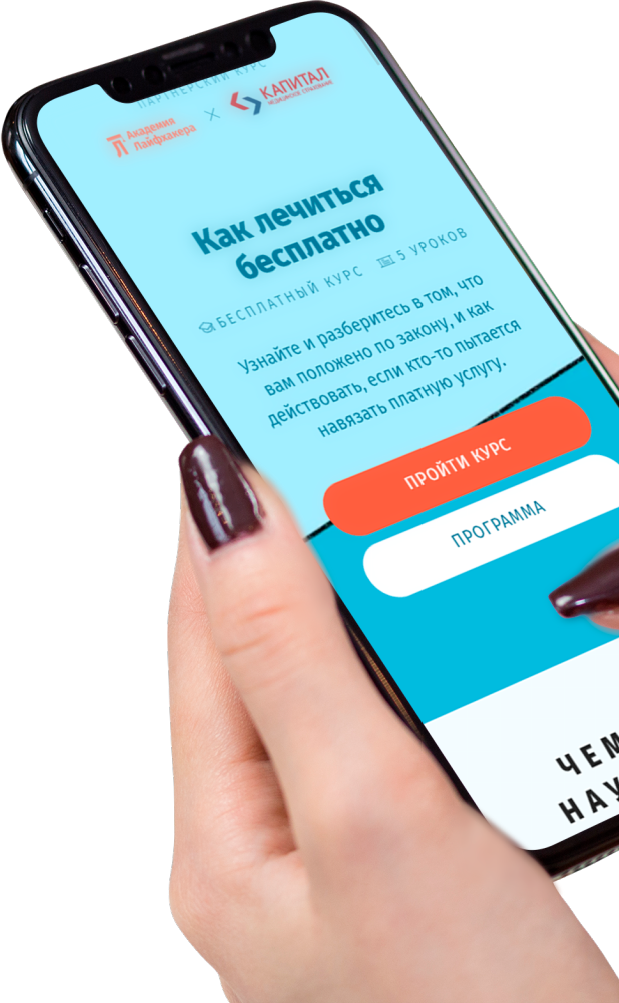 ПАРТНЕРСКИЙ КУРС
Академия
Лайфхакера
×
КАПИТАЛ
МЕДИЦИНСКОЕ СТРАХОВАНИЕ
Как лечиться
бесплатно
БЕСПЛАТНЫЙ КУРС 5 УРОКОВ
Узнайте и разберитесь в том, что
вам положено по закону, и как
действовать, если кто-то пытается
навязать платную услугу.
ПРОЙТИ КУРС
ПРОГРАММА
ЧЕМ
НАУ